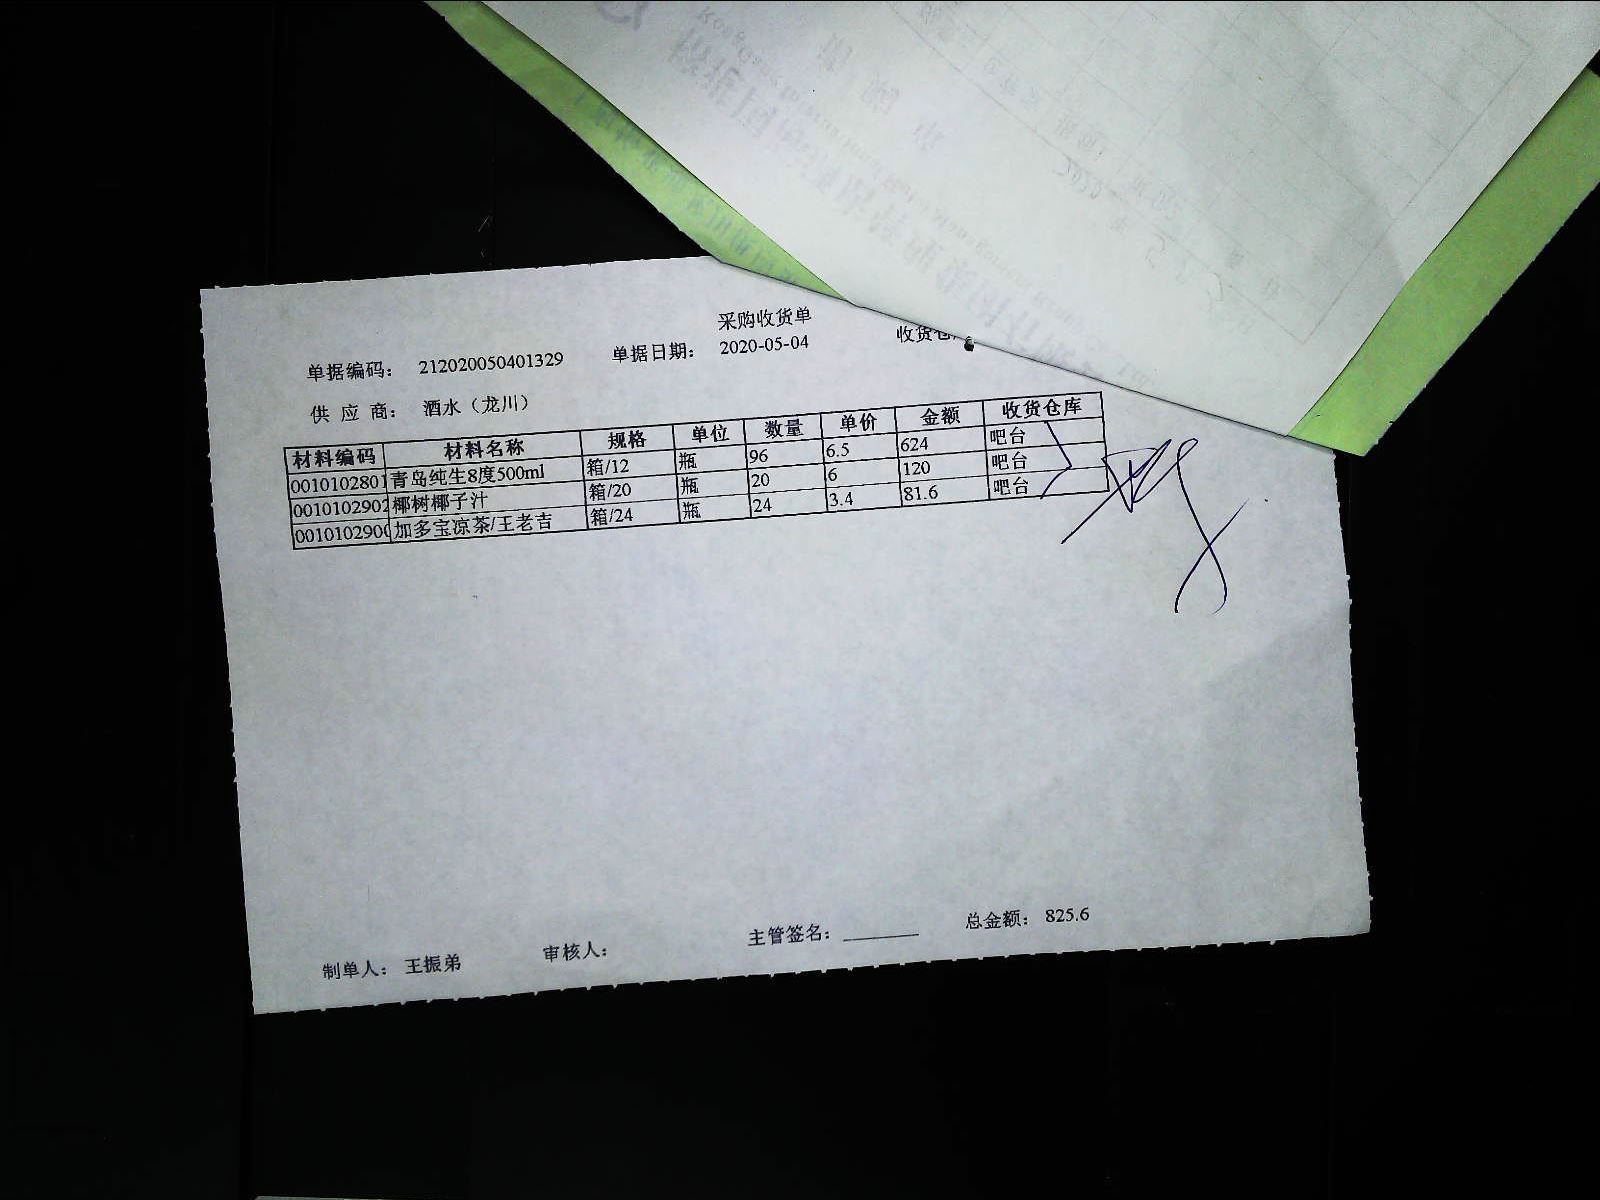 采购收货单
单据编码： 212020050401329 单据日期： 2020-05-04 收货仓
供 应 商： 酒水（龙川）
材料编码 材料名称 规格 单位 数量 单价 金额 收货仓库
0010102801 青岛纯生8度500ml 箱/12 瓶 96 6.5 624 吧台
0010102902 椰树椰子汁 箱/20 瓶 20 6 120 吧台
001010290 加多宝凉茶/王老吉 箱/24 瓶 24 3.4 81.6 吧台
制单人： 王振弟 审核人： 主管签名： 总金额： 825.6